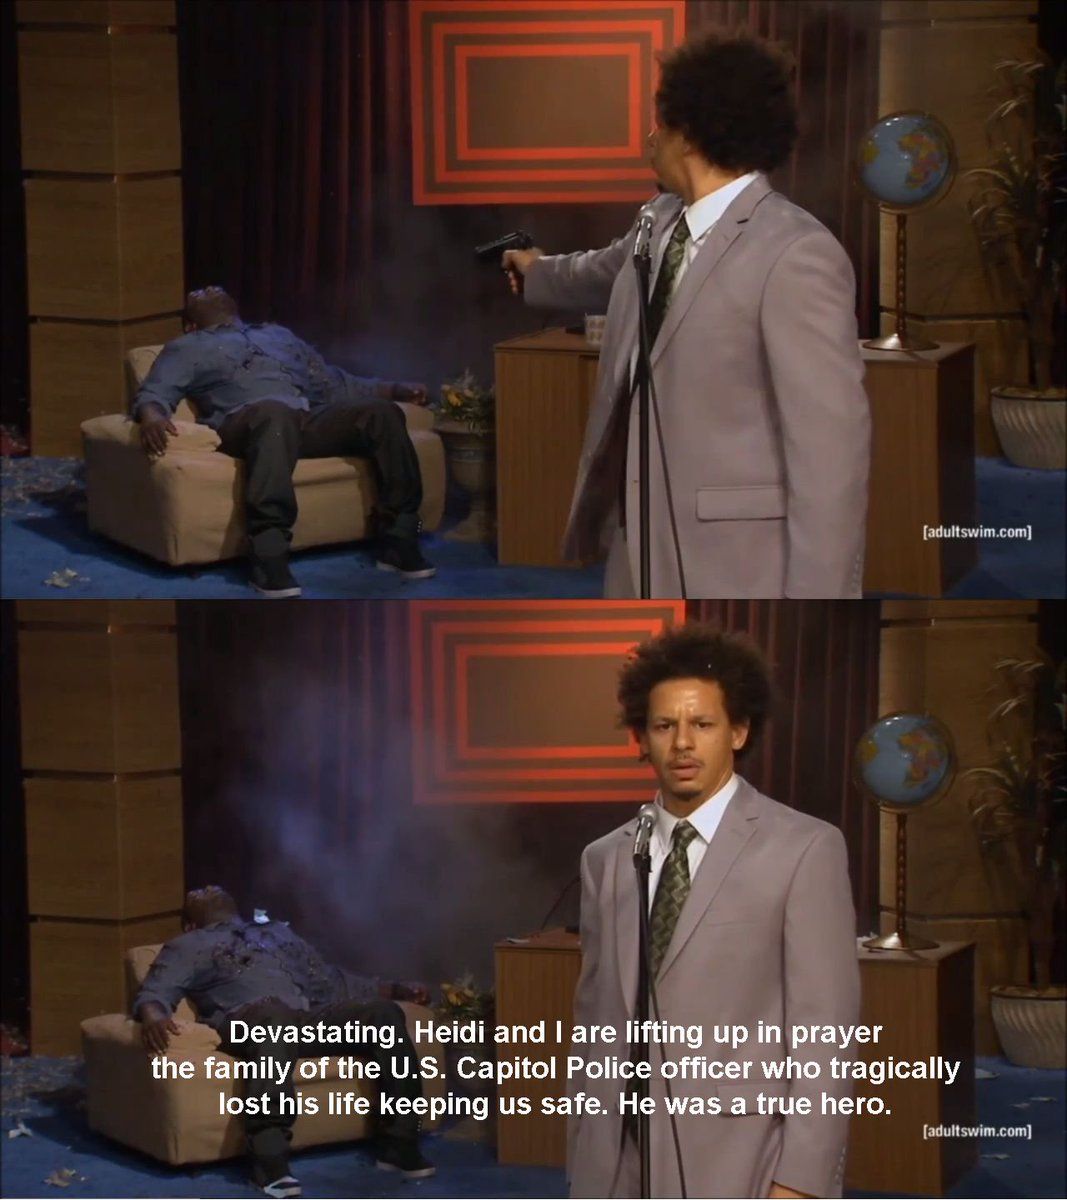 [adultswim.com]
Devastating. Heidi and I are lifting up in prayer
the family of the U.S. Capitol Police officer who tragically
lost his life keeping us safe. He was a true hero.
[adultswim.com]